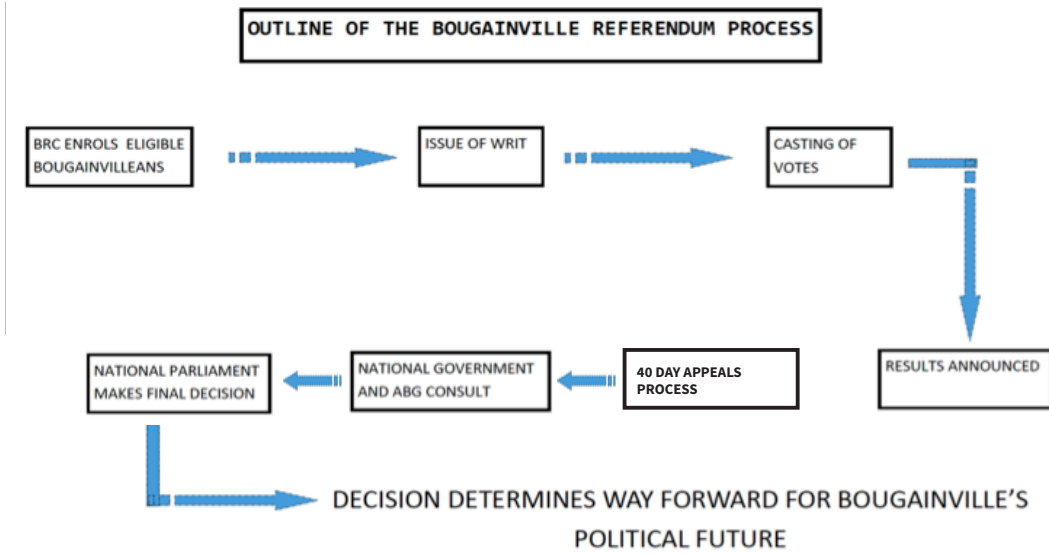 OUTLINE OF THE BOUGAINVILLE REFERENDUM PROCESS
BRC ENROLS ELIGIBLE
BOUGAINVILLEANS
ISSUE OF WRIT
CASTING OF
VOTES
RESULTS ANNOUNCED
40 DAY APPEALS
PROCESS
NATIONAL GOVERNMENT
AND ABG CONSULT
NATIONAL PARLIAMENT
MAKES FINAL DECISION
DECISION DETERMINES WAY FORWARD FOR BOUGAINVILLE'S
POLITICAL FUTURE